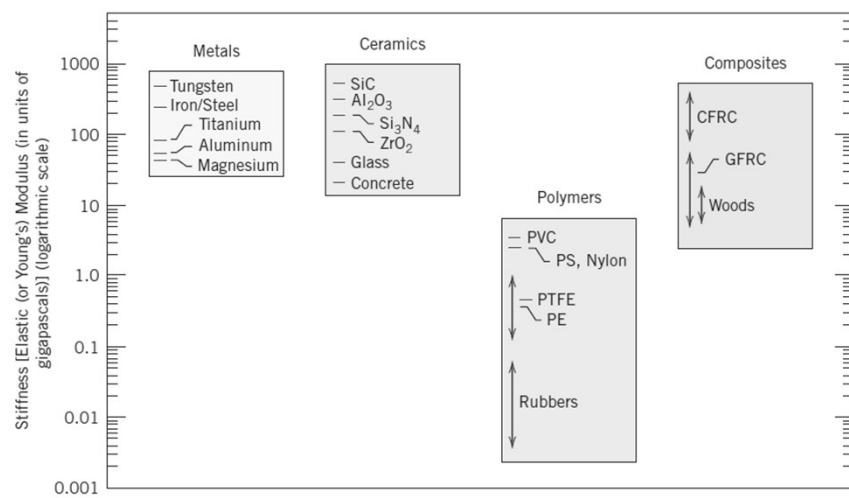 Stiffness [Elastic (or Young's) Modulus (in units of
gigapascals)] (logarithmic scale)
1000
100
10
1.0
0.1
0.01
0.001
Metals
Tungsten
Iron/Steel
Titanium
Aluminum
Magnesium
Ceramics
SiC
Al₂O₃
Si₃N₄
ZrO₂
Glass
Concrete
Polymers
PVC
PS, Nylon
PTFE
PE
Rubbers
Composites
CFRC
GFRC
Woods